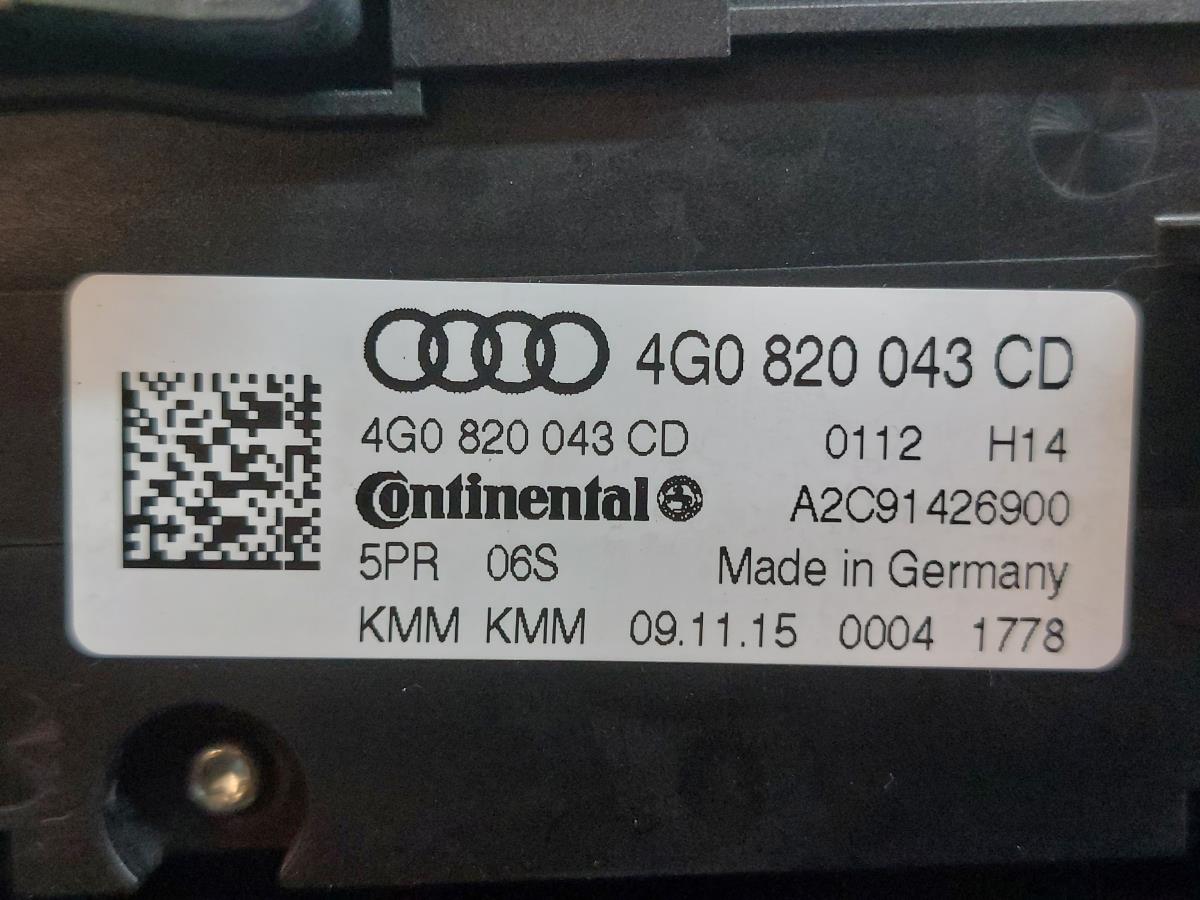 4G0 820 043 CD
4G0 820 043 CD 0112 H14
Continental A2C91426900
5PR 06S Made in Germany
KMM KMM 09.11.15 0004 1778